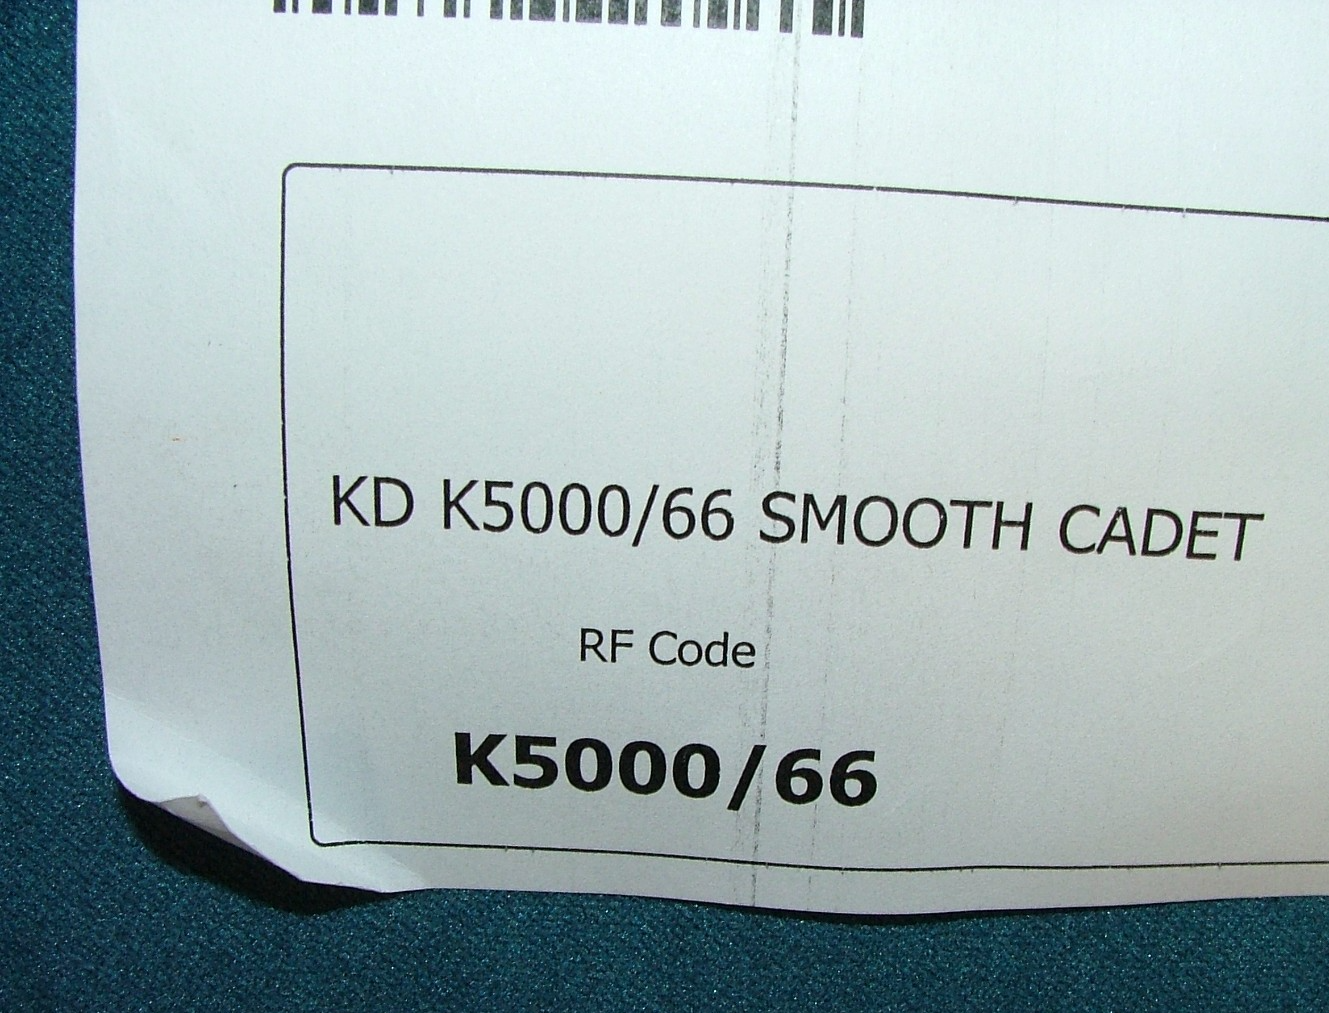 KD K5000/66 SMOOTH CADET
RF Code
K5000/66